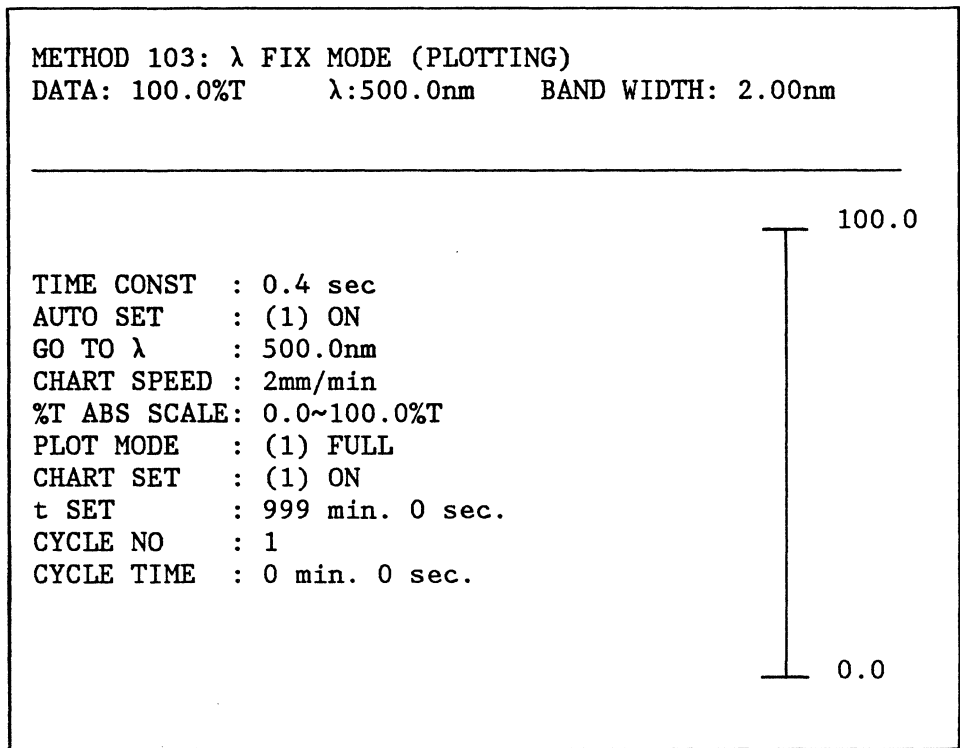 METHOD 103: λ FIX MODE (PLOTTING)
DATA: 100.0%T λ:500.0nm BAND WIDTH: 2.00nm
100.0
TIME CONST : 0.4 sec
AUTO SET : (1) ON
GO TO λ : 500.0nm
CHART SPEED : 2mm/min
%T ABS SCALE: 0.0~100.0%T
PLOT MODE : (1) FULL
CHART SET : (1) ON
t SET : 999 min. 0 sec.
CYCLE NO : 1
CYCLE TIME : 0 min. 0 sec.
0.0